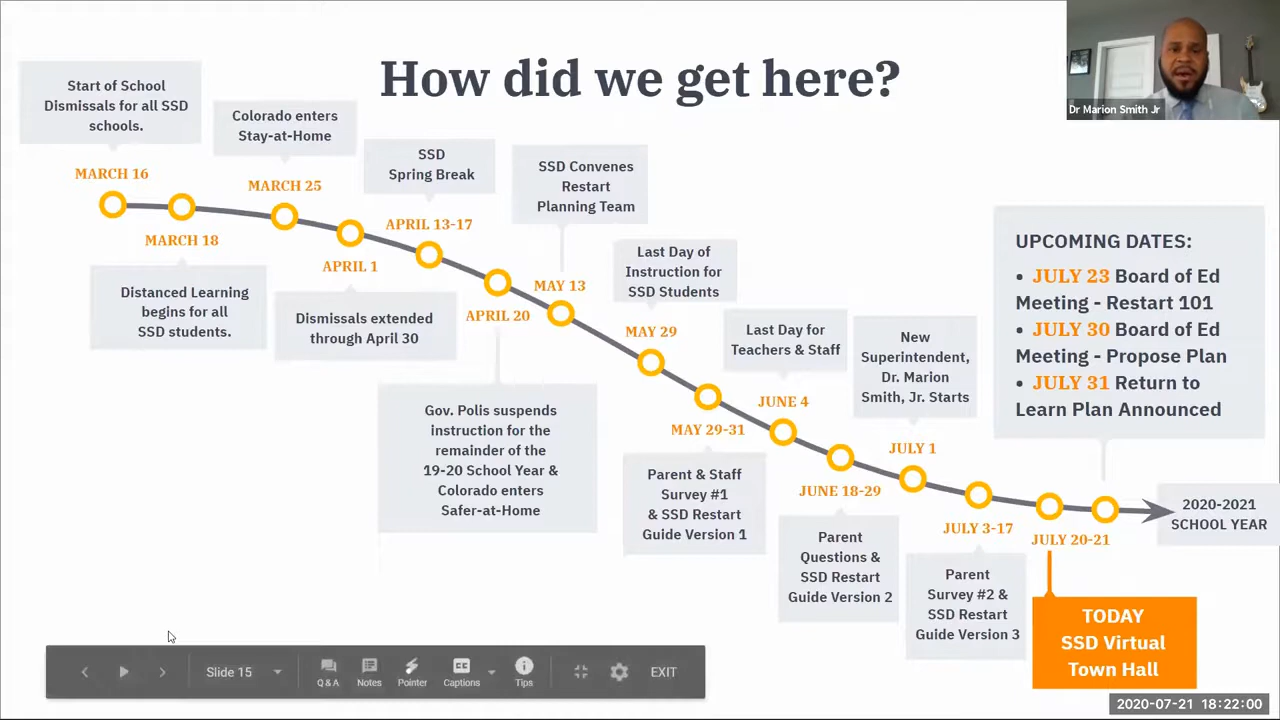 How did we get here?
Dr Marion Smith Jr
Start of School
Dismissals for all SSD
schools.
MARCH 16
MARCH 18
Distanced Learning
begins for all
SSD students.
Colorado enters
Stay-at-Home
MARCH 25
APRIL 1
Dismissals extended
through April 30
SSD
Spring Break
APRIL 13-17
APRIL 20
Gov. Polis suspends
instruction for the
remainder of the
19-20 School Year &
Colorado enters
Safer-at-Home
SSD Convenes
Restart
Planning Team
MAY 13
Last Day of
Instruction for
SSD Students
MAY 29
MAY 29-31
Parent & Staff
Survey #1
& SSD Restart
Guide Version 1
Last Day for
Teachers & Staff
JUNE 4
JUNE 18-29
Parent
Questions &
SSD Restart
Guide Version 2
New
Superintendent,
Dr. Marion
Smith, Jr. Starts
JULY 1
JULY 3-17
Parent
Survey #2 &
SSD Restart
Guide Version 3
JULY 20-21
TODAY
SSD Virtual
Town Hall
UPCOMING DATES:
• JULY 23 Board of Ed
Meeting - Restart 101
• JULY 30 Board of Ed
Meeting - Propose Plan
• JULY 31 Return to
Learn Plan Announced
2020-2021
SCHOOL YEAR
Slide 15
Q & A
Notes
Pointer
CC
Captions
Tips
EXIT
2020-07-21 18:22:00